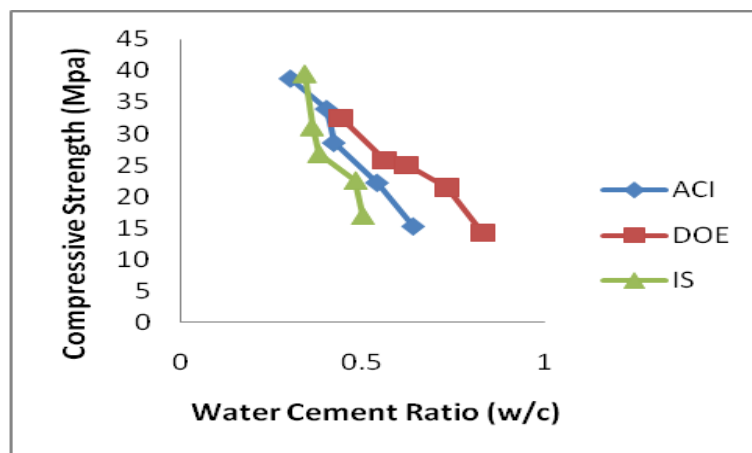 Compressive Strength (Mpa)
45
40
35
30
25
20
15
10
5
0
0
0.5
1
Water Cement Ratio (w/c)
ACI
DOE
IS